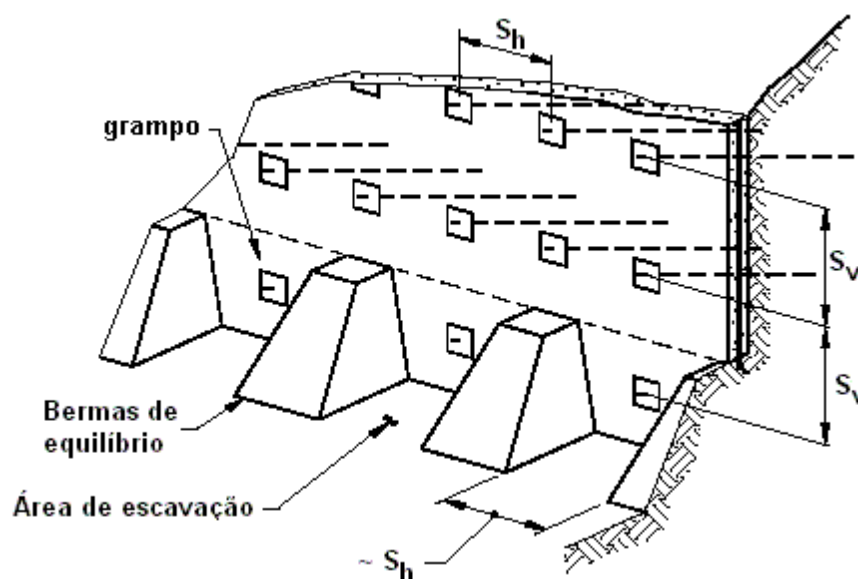 Sh
grampo
Sv
Sv
Bermas de
equilíbrio
Área de escavação
~ Sh